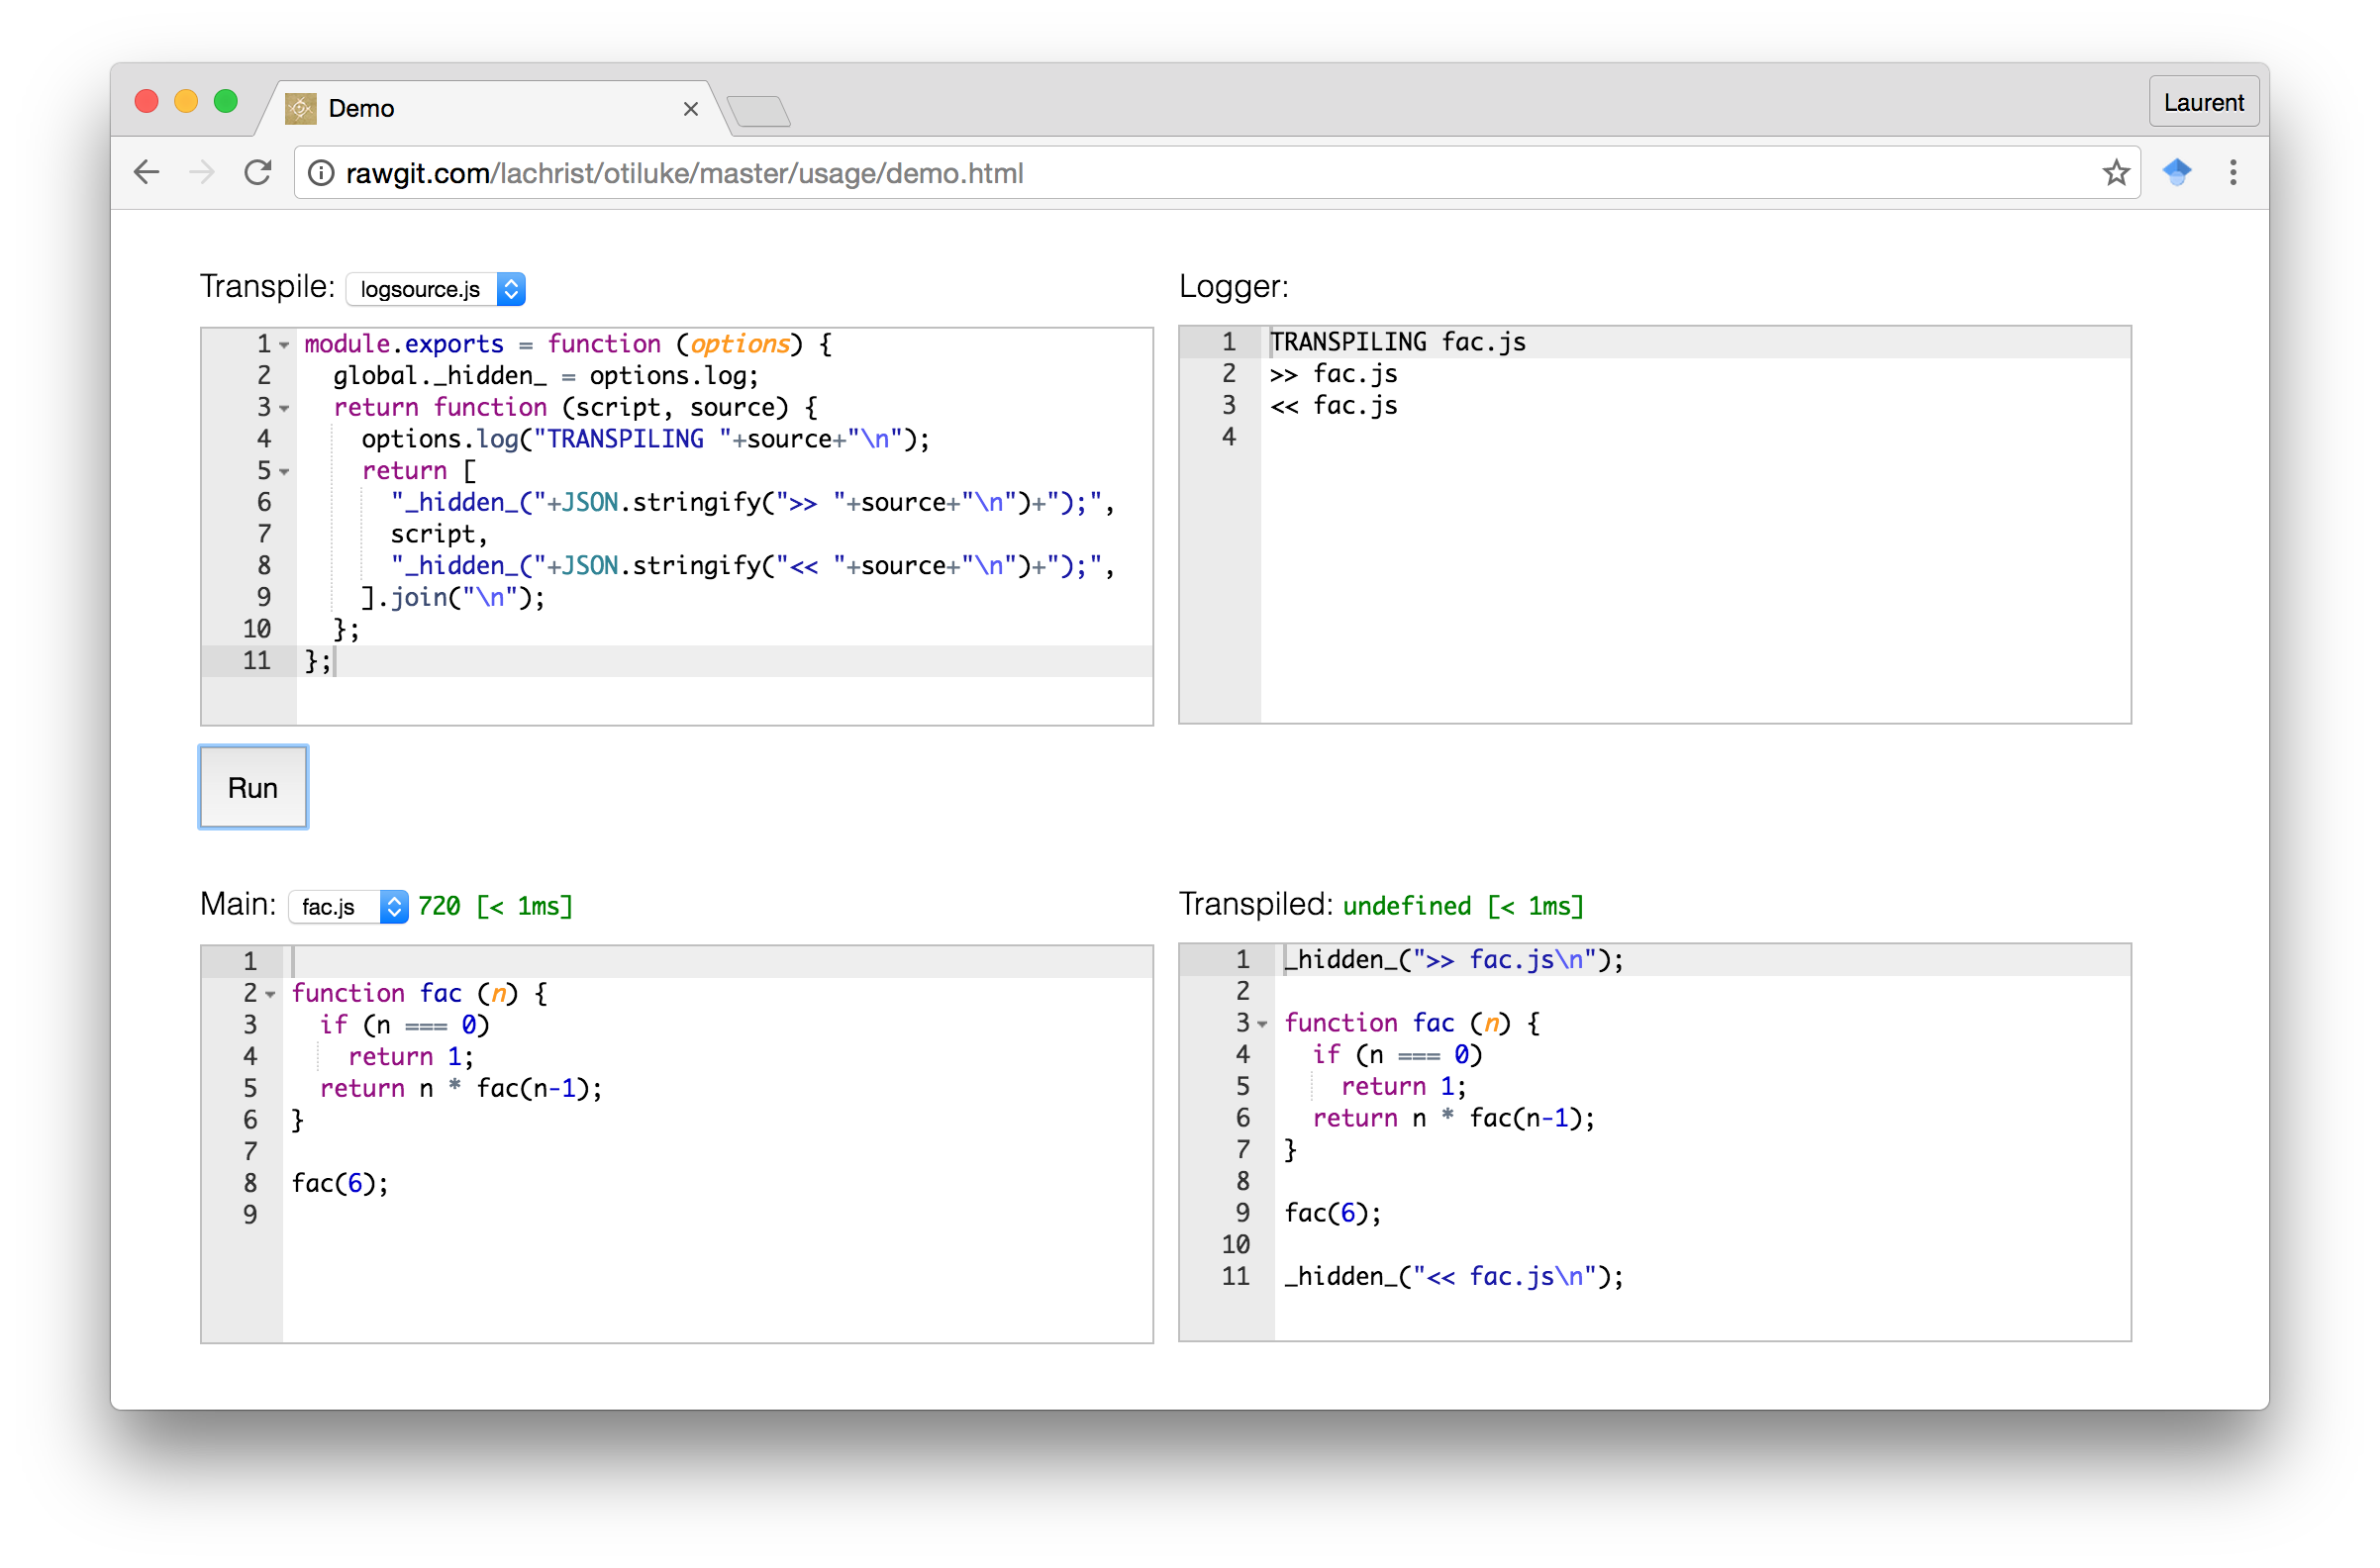 Demo
Laurent
rawgit.com/lachrist/otiluke/master/usage/demo.html
Transpile: logsource.js
1 module.exports = function (options) {
2   global._hidden_ = options.log;
3   return function (script, source) {
4     options.log("TRANSPILING "+source+"\n");
5     return [
6       "_hidden_("+JSON.stringify(">> "+source+"\n")+");",
7       script,
8       "_hidden_("+JSON.stringify("<< "+source+"\n")+");",
9     ].join("\n");
10   };
11 };
Logger:
1 TRANSPILING fac.js
2 >> fac.js
3 << fac.js
4
Run
Main: fac.js 720 [< 1ms]
1
2 function fac (n) {
3   if (n === 0)
4     return 1;
5   return n * fac(n-1);
6 }
7
8 fac(6);
9
Transpiled: undefined [< 1ms]
1 _hidden_(">> fac.js\n");
2
3 function fac (n) {
4   if (n === 0)
5     return 1;
6   return n * fac(n-1);
7 }
8
9 fac(6);
10
11 _hidden_("<< fac.js\n");